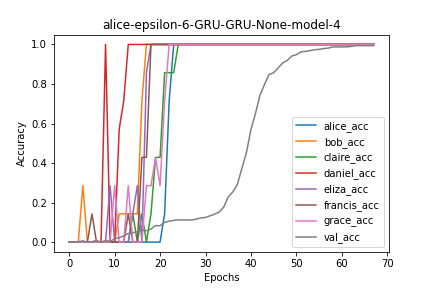 alice-epsilon-6-GRU-GRU-None-model-4
1.0
0.8
0.6
0.4
0.2
0.0
Accuracy
alice_acc
bob_acc
claire_acc
daniel_acc
eliza_acc
francis_acc
grace_acc
val_acc
0 10 20 30 40 50 60 70
Epochs